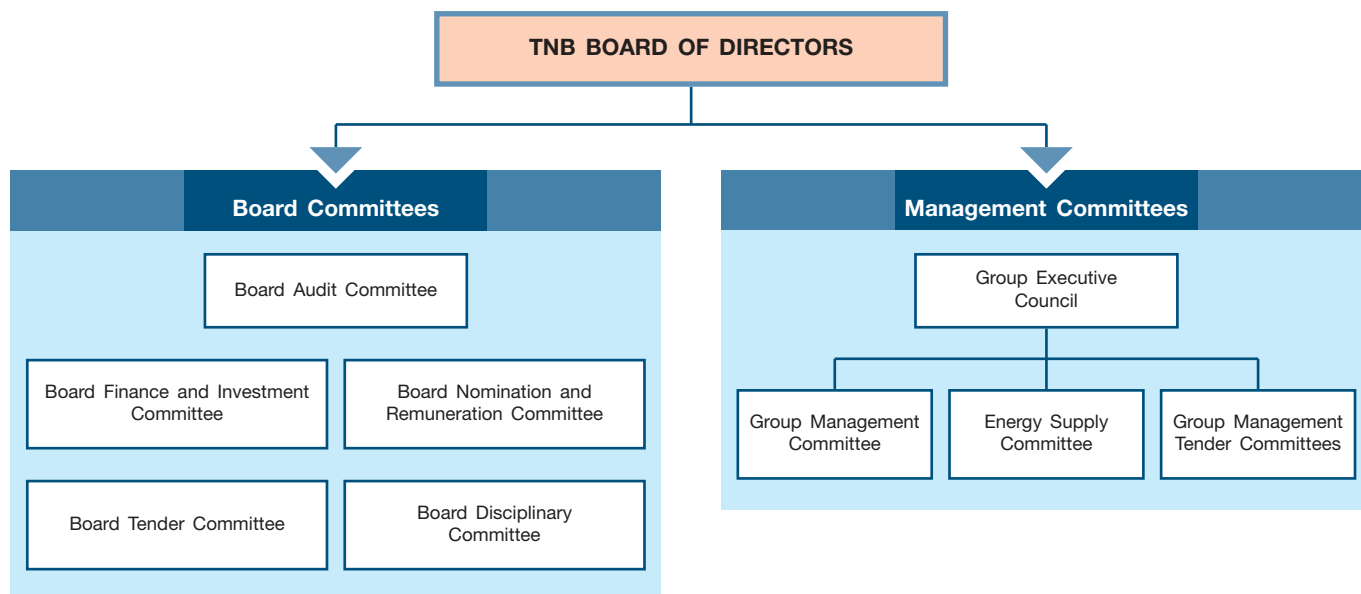 TNB BOARD OF DIRECTORS
Board Committees
Board Audit Committee
Board Finance and Investment
Committee
Board Nomination and
Remuneration Committee
Board Tender Committee
Board Disciplinary
Committee
Management Committees
Group Executive
Council
Group Management
Committee
Energy Supply
Committee
Group Management
Tender Committees